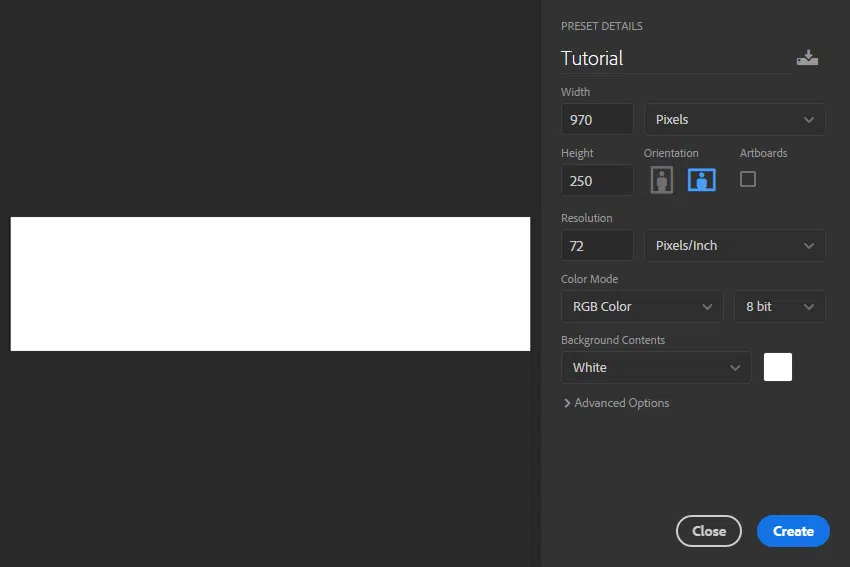 PRESET DETAILS
Tutorial
Width
970 Pixels
Height Orientation Artboards
250
Resolution
72 Pixels/Inch
Color Mode
RGB Color 8 bit
Background Contents
White
Advanced Options
Close Create